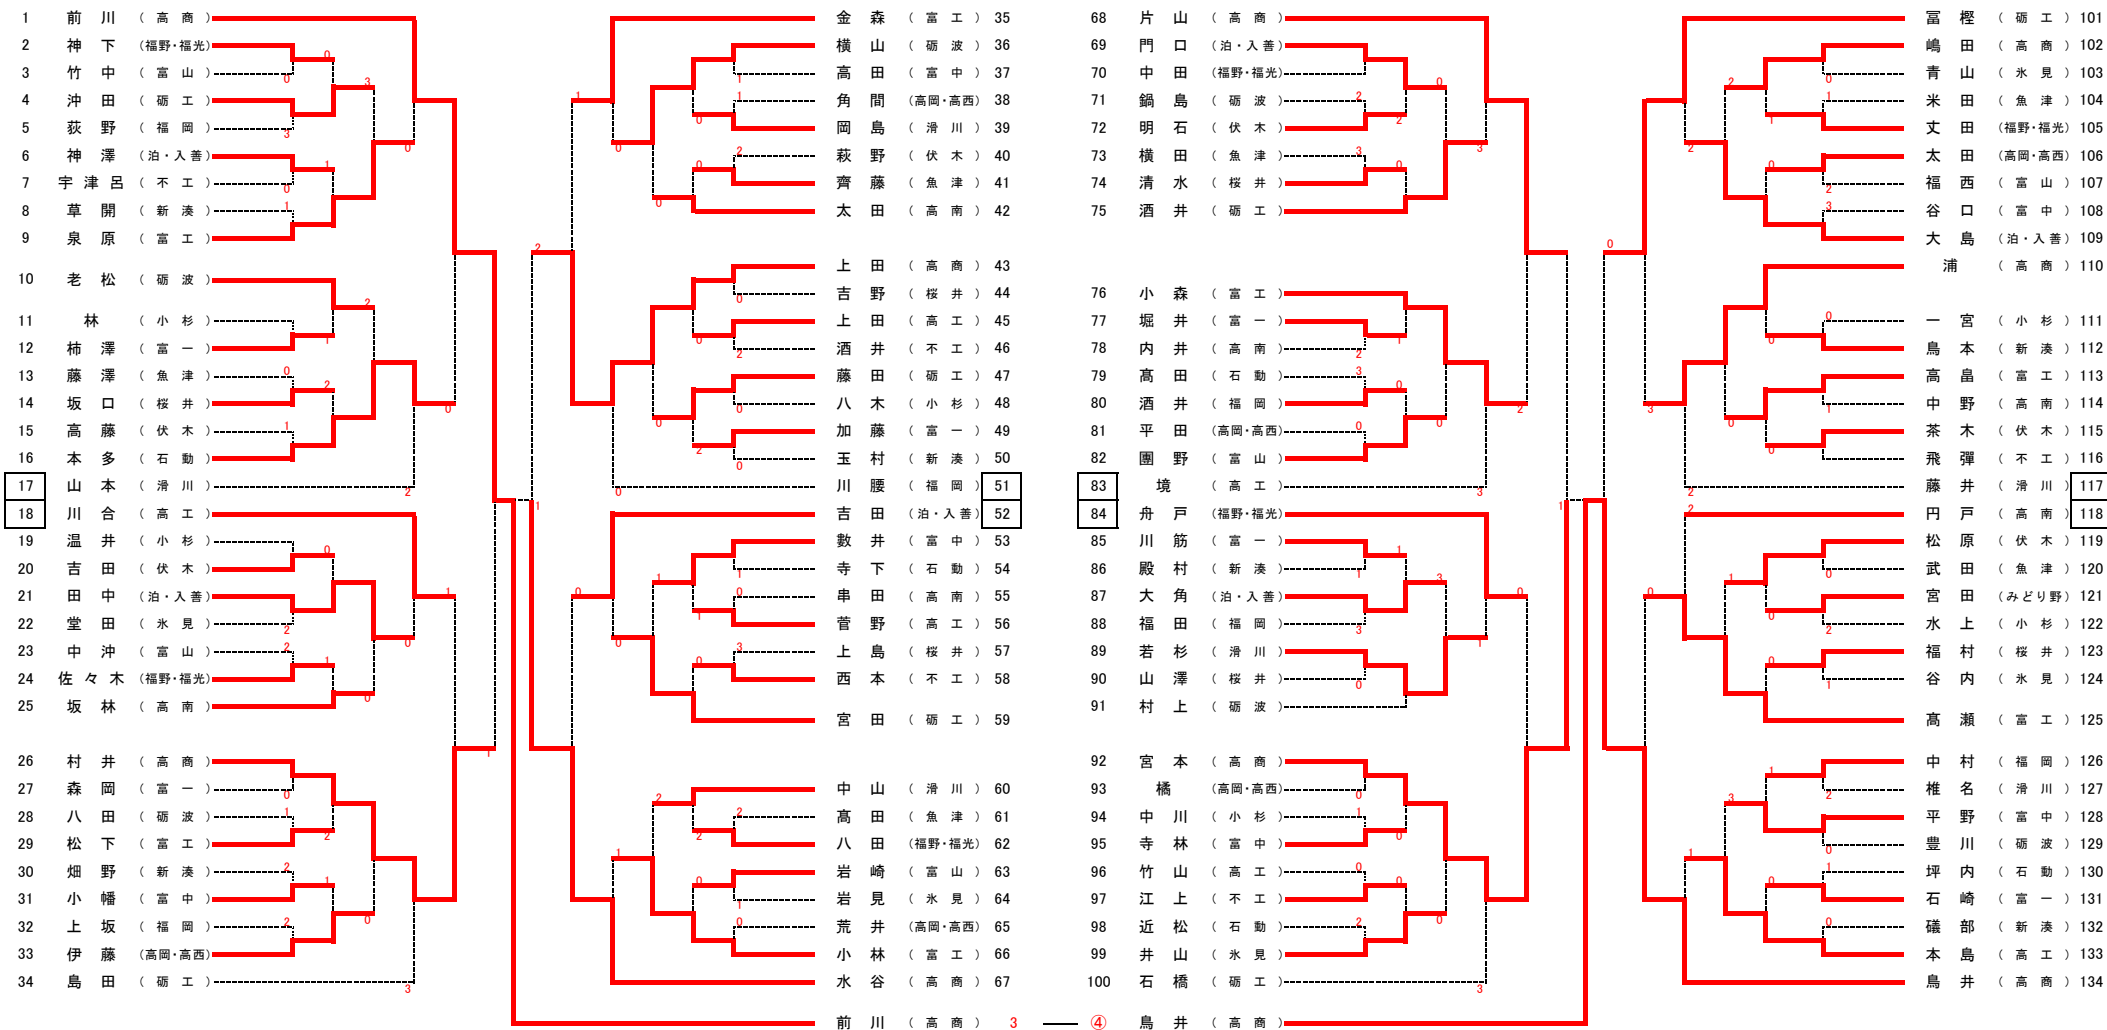 1 前川 (高商)
2 神下 (福野・福光)
3 竹中 (富山)
4 沖田 (砺工)
5 荻野 (福岡)
6 神澤 (泊・入善)
7 宇津呂 (不工)
8 草開 (新湊)
9 泉原 (富工)
10 老松 (砺波)
11 林 (小杉)
12 柿澤 (富一)
13 藤澤 (魚津)
14 坂口 (桜井)
15 高藤 (伏木)
16 本多 (石動)
17 山本 (滑川)
18 川合 (高工)
19 温井 (小杉)
20 吉田 (伏木)
21 田中 (泊・入善)
22 堂田 (氷見)
23 中沖 (富山)
24 佐々木 (福野・福光)
25 坂林 (高南)
26 村井 (高商)
27 森岡 (富一)
28 八田 (砺波)
29 松下 (富工)
30 畑野 (新湊)
31 小幡 (富中)
32 上坂 (福岡)
33 伊藤 (高岡・高西)
34 島田 (砺工)
金森 (富工) 35
横山 (砺波) 36
高田 (富中) 37
角間 (高岡・高西) 38
岡島 (滑川) 39
萩野 (伏木) 40
齊藤 (魚津) 41
太田 (高南) 42
上田 (高商) 43
吉野 (桜井) 44
上田 (高工) 45
酒井 (不工) 46
藤田 (砺工) 47
八木 (小杉) 48
加藤 (富一) 49
玉村 (新湊) 50
川腰 (福岡) 51
吉田 (泊・入善) 52
數井 (富中) 53
寺下 (石動) 54
串田 (高南) 55
菅野 (高工) 56
上島 (桜井) 57
西本 (不工) 58
宮田 (砺工) 59
中山 (滑川) 60
髙田 (魚津) 61
八田 (福野・福光) 62
岩崎 (富山) 63
岩見 (氷見) 64
荒井 (高岡・高西) 65
小林 (富工) 66
水谷 (高商) 67
68 片山 (高商)
69 門口 (泊・入善)
70 中田 (福野・福光)
71 鍋島 (砺波)
72 明石 (伏木)
73 横田 (魚津)
74 清水 (桜井)
75 酒井 (砺工)
76 小森 (富工)
77 堀井 (富一)
78 内井 (高南)
79 髙田 (石動)
80 酒井 (福岡)
81 平田 (高岡・高西)
82 團野 (富山)
83 境 (高工)
84 舟戸 (福野・福光)
85 川筋 (富一)
86 殿村 (新湊)
87 大角 (泊・入善)
88 福田 (福岡)
89 若杉 (滑川)
90 山澤 (桜井)
91 村上 (砺波)
92 宮本 (高商)
93 橘 (高岡・高西)
94 中川 (小杉)
95 寺林 (富中)
96 竹山 (高工)
97 江上 (不工)
98 近松 (石動)
99 井山 (氷見)
100 石橋 (砺工)
冨樫 (砺工) 101
嶋田 (高商) 102
青山 (氷見) 103
米田 (魚津) 104
丈田 (福野・福光) 105
太田 (高岡・高西) 106
福西 (富山) 107
谷口 (富中) 108
大島 (泊・入善) 109
浦 (高商) 110
一宮 (小杉) 111
鳥本 (新湊) 112
高畠 (富工) 113
中野 (高南) 114
茶木 (伏木) 115
飛彈 (不工) 116
藤井 (滑川) 117
円戸 (高南) 118
松原 (伏木) 119
武田 (魚津) 120
宮田 (みどり野) 121
水上 (小杉) 122
福村 (桜井) 123
谷内 (氷見) 124
髙瀬 (富工) 125
中村 (福岡) 126
椎名 (滑川) 127
平野 (富中) 128
豊川 (砺波) 129
坪内 (石動) 130
石崎 (富一) 131
礒部 (新湊) 132
本島 (高工) 133
鳥井 (高商) 134
前川 (高商) 3 — ④ 鳥井 (高商)